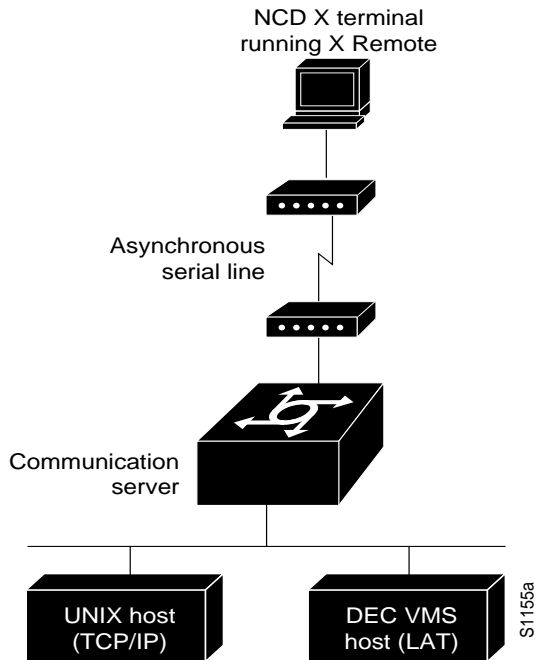 NCD X terminal
running X Remote
Asynchronous
serial line
Communication
server
UNIX host
(TCP/IP)
DEC VMS
host (LAT)
S1155a